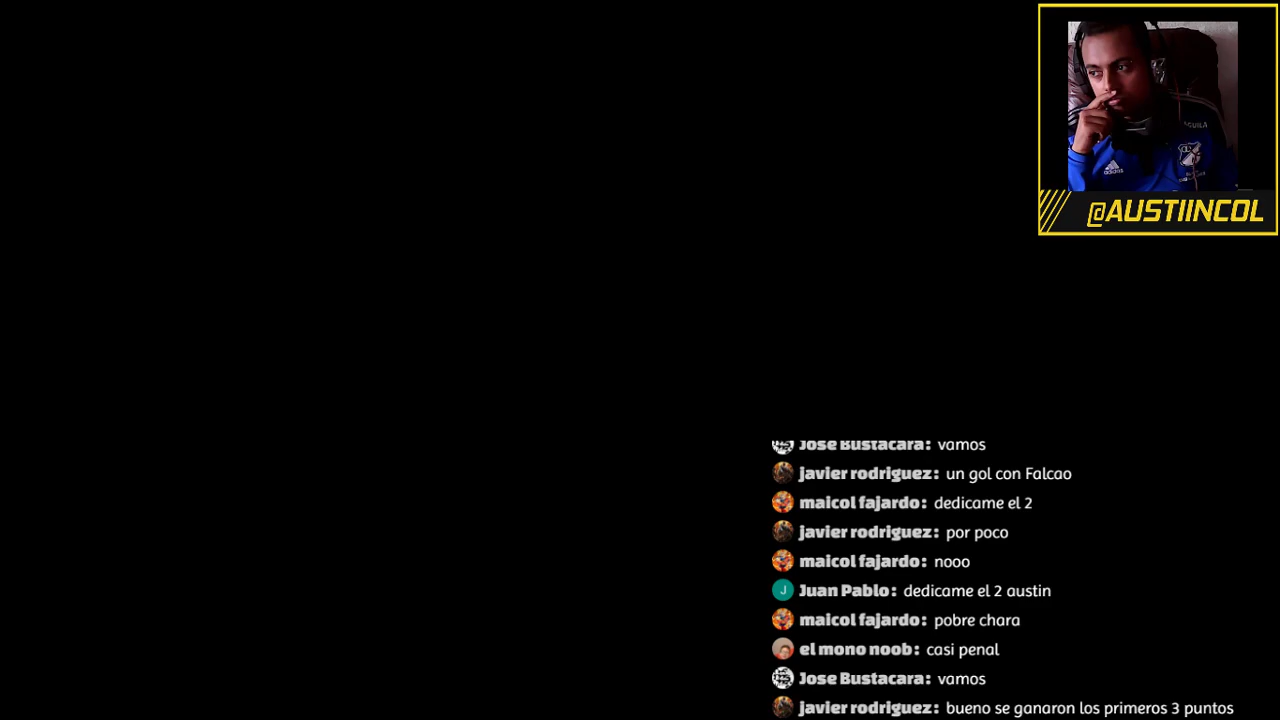 AGUILA
adidas
@AUSTIINCOL
Jose Bustacara: vamos
javier rodriguez: un gol con Falcao
maicol fajardo: dedicame el 2
javier rodriguez: por poco
maicol fajardo: nooo
J Juan Pablo: dedicame el 2 austin
maicol fajardo: pobre chara
el mono noob: casi penal
Jose Bustacara: vamos
javier rodriguez: bueno se ganaron los primeros 3 puntos